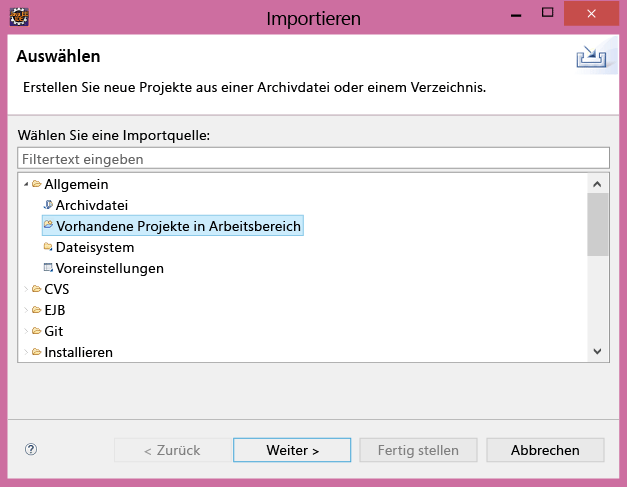 Importieren
Auswählen
Erstellen Sie neue Projekte aus einer Archivdatei oder einem Verzeichnis.
Wählen Sie eine Importquelle:
Filtertext eingeben
Allgemein
Archivdatei
Vorhandene Projekte in Arbeitsbereich
Dateisystem
Voreinstellungen
CVS
EJB
Git
Installieren
? < Zurück Weiter > Fertig stellen Abbrechen